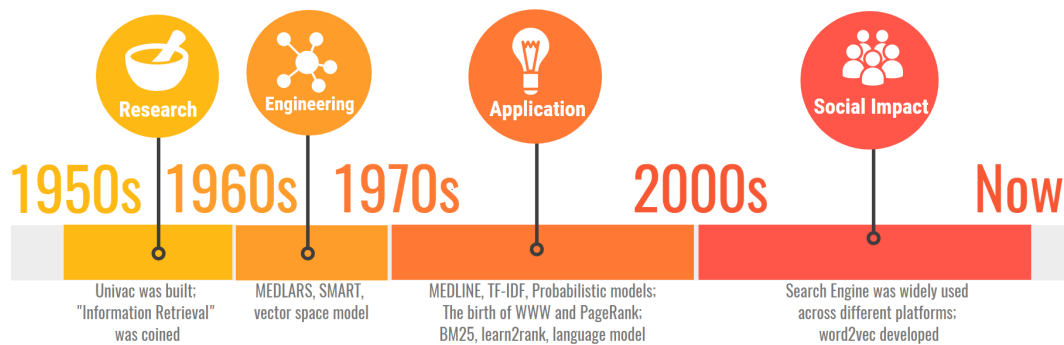 Research
Engineering
Application
Social Impact
1950s
1960s
1970s
2000s
Now
Univac was built;
"Information Retrieval"
was coined
MEDLARS, SMART,
vector space model
MEDLINE, TF-IDF, Probabilistic models;
The birth of WWW and PageRank;
BM25, learn2rank, language model
Search Engine was widely used
across different platforms;
word2vec developed